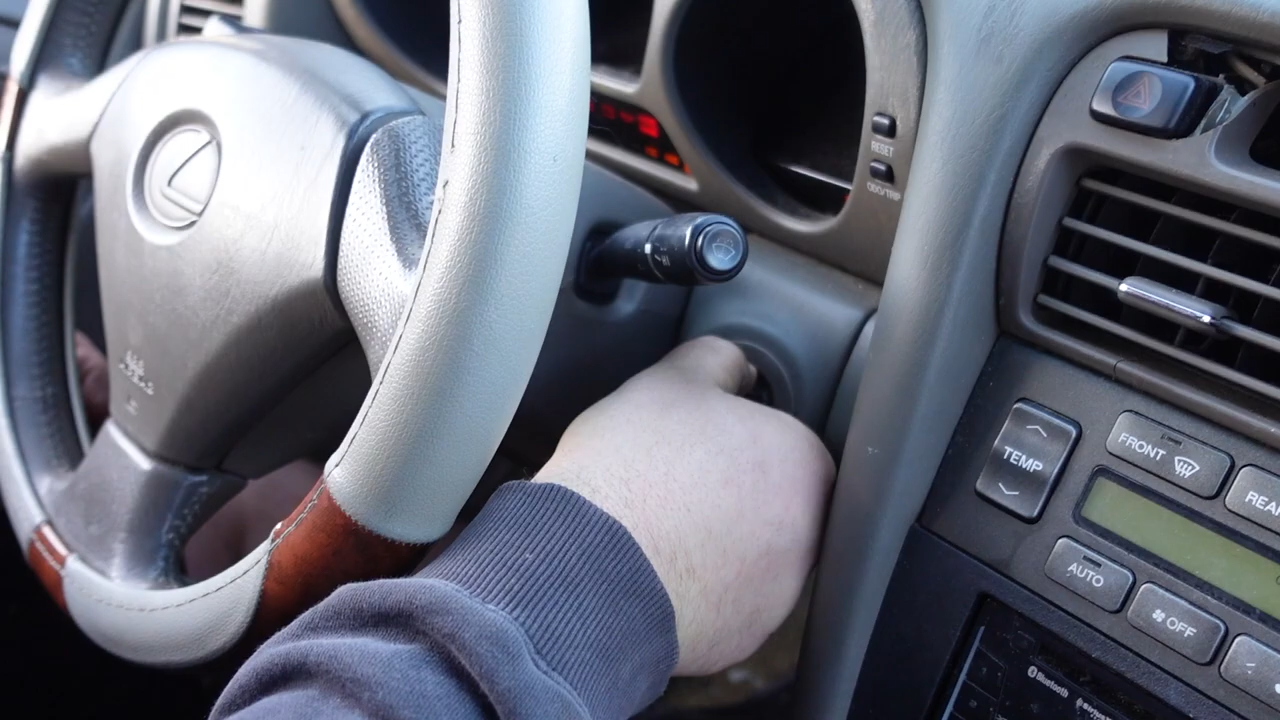 RESET
ODO/TRIP
TEMP
FRONT
REAR
AUTO
OFF
Bluetooth